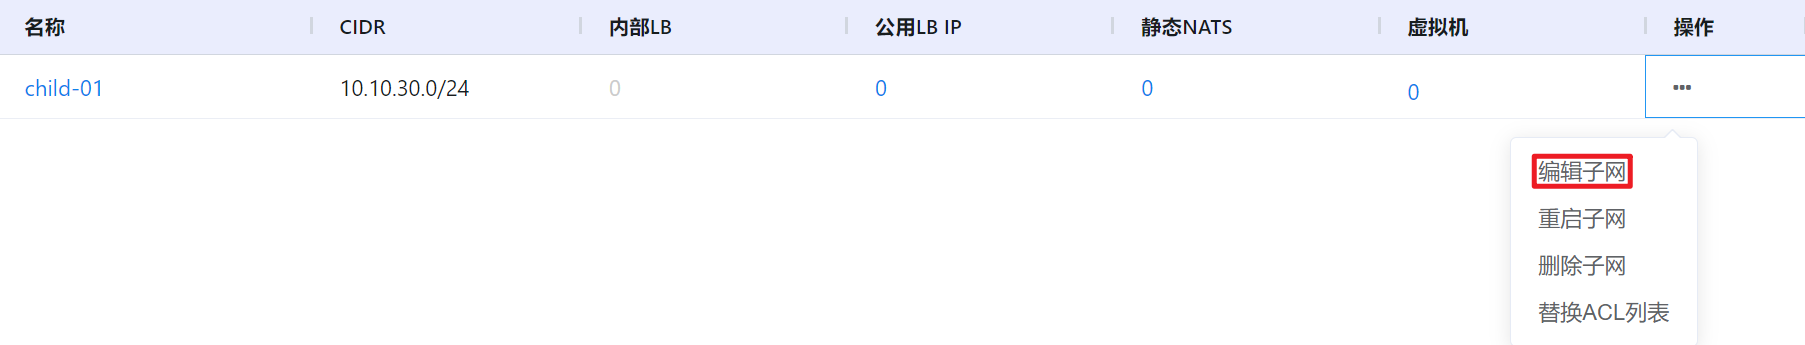 名称 CIDR 内部LB 公用LB IP 静态NATS 虚拟机 操作
child-01 10.10.30.0/24 0 0 0 0 •••
编辑子网
重启子网
删除子网
替换ACL列表